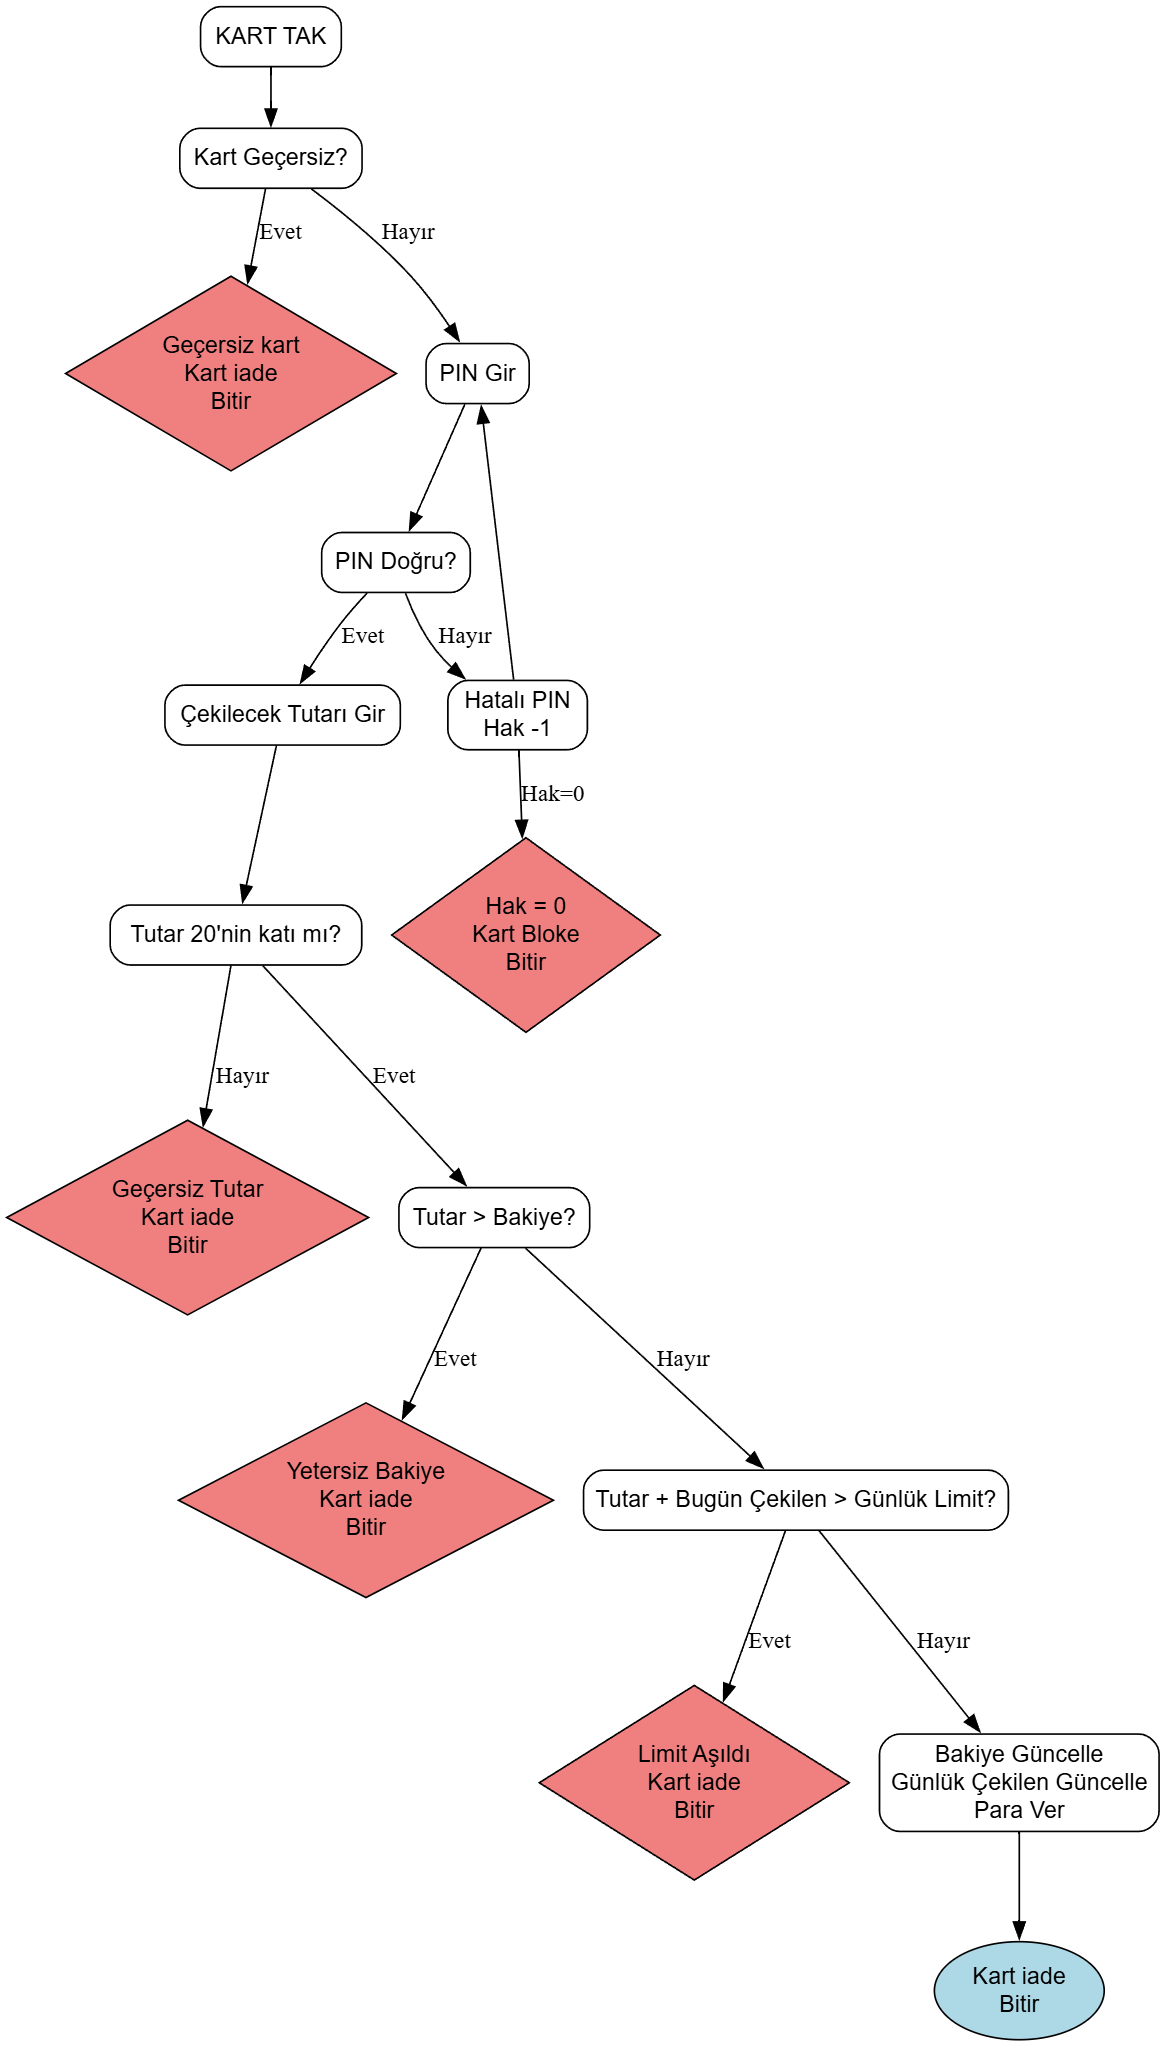 KART TAK
Kart Geçersiz?
Evet
Hayır
Geçersiz kart
Kart iade
Bitir
PIN Gir
PIN Doğru?
Evet
Hayır
Çekilecek Tutarı Gir
Hatalı PIN
Hak -1
Hak=0
Tutar 20'nin katı mı?
Hak = 0
Kart Bloke
Bitir
Hayır
Evet
Geçersiz Tutar
Kart iade
Bitir
Tutar > Bakiye?
Evet
Hayır
Yetersiz Bakiye
Kart iade
Bitir
Tutar + Bugün Çekilen > Günlük Limit?
Evet
Hayır
Limit Aşıldı
Kart iade
Bitir
Bakiye Güncelle
Günlük Çekilen Güncelle
Para Ver
Kart iade
Bitir